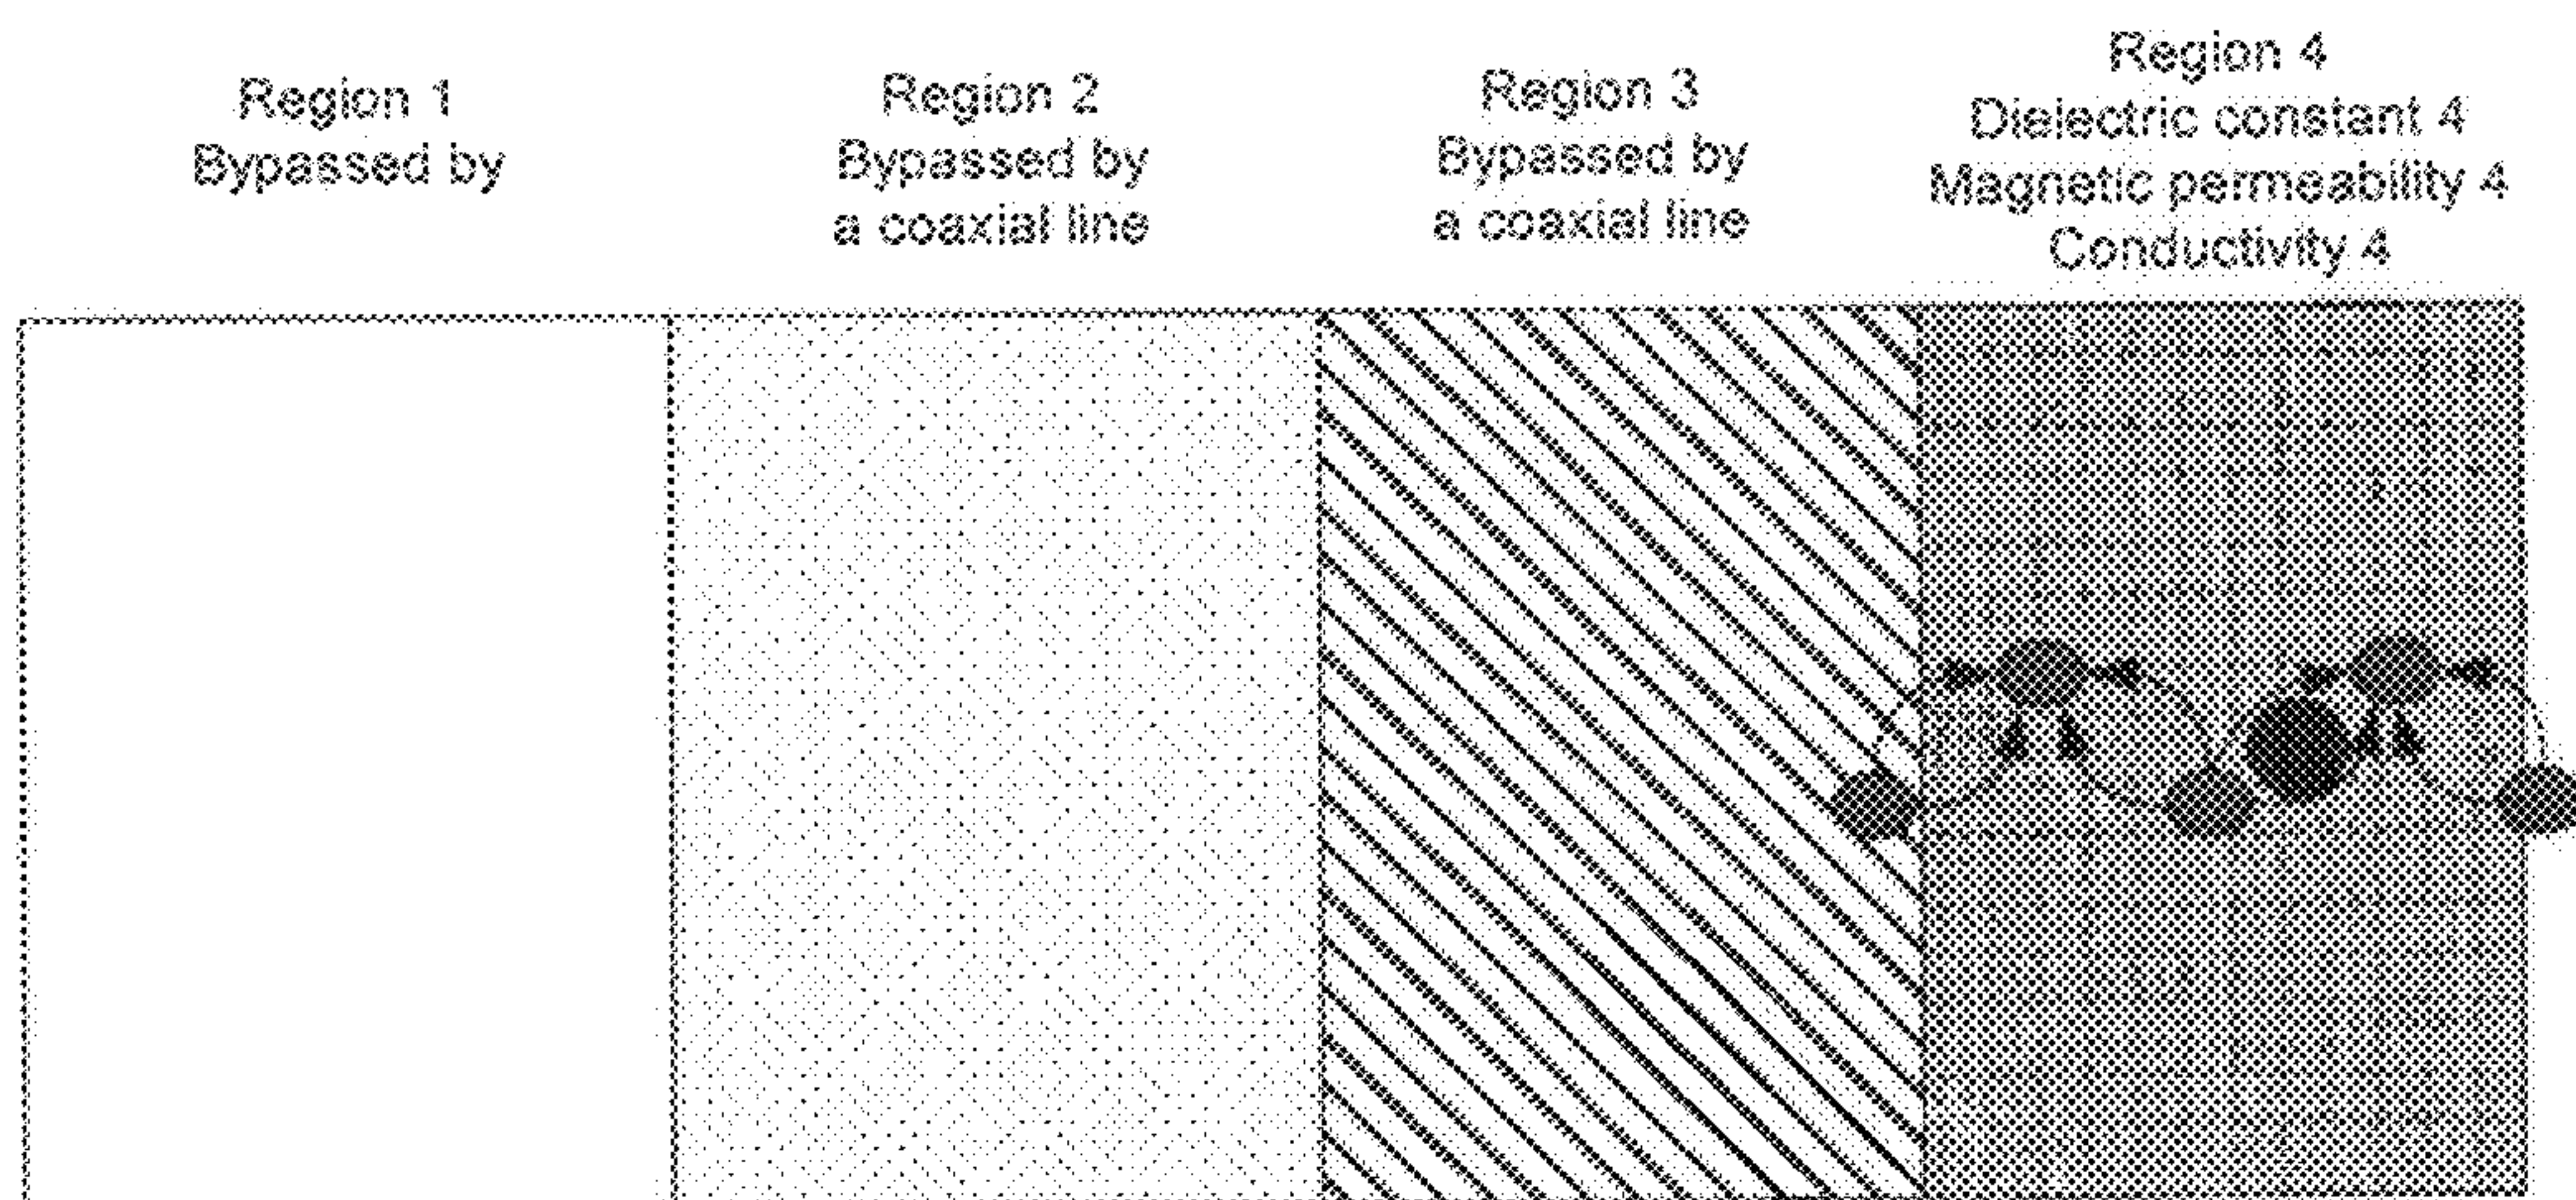 Region 1
Bypassed by
Region 2
Bypassed by
a coaxial line
Region 3
Bypassed by
a coaxial line
Region 4
Dielectric constant 4
Magnetic permeability 4
Conductivity 4